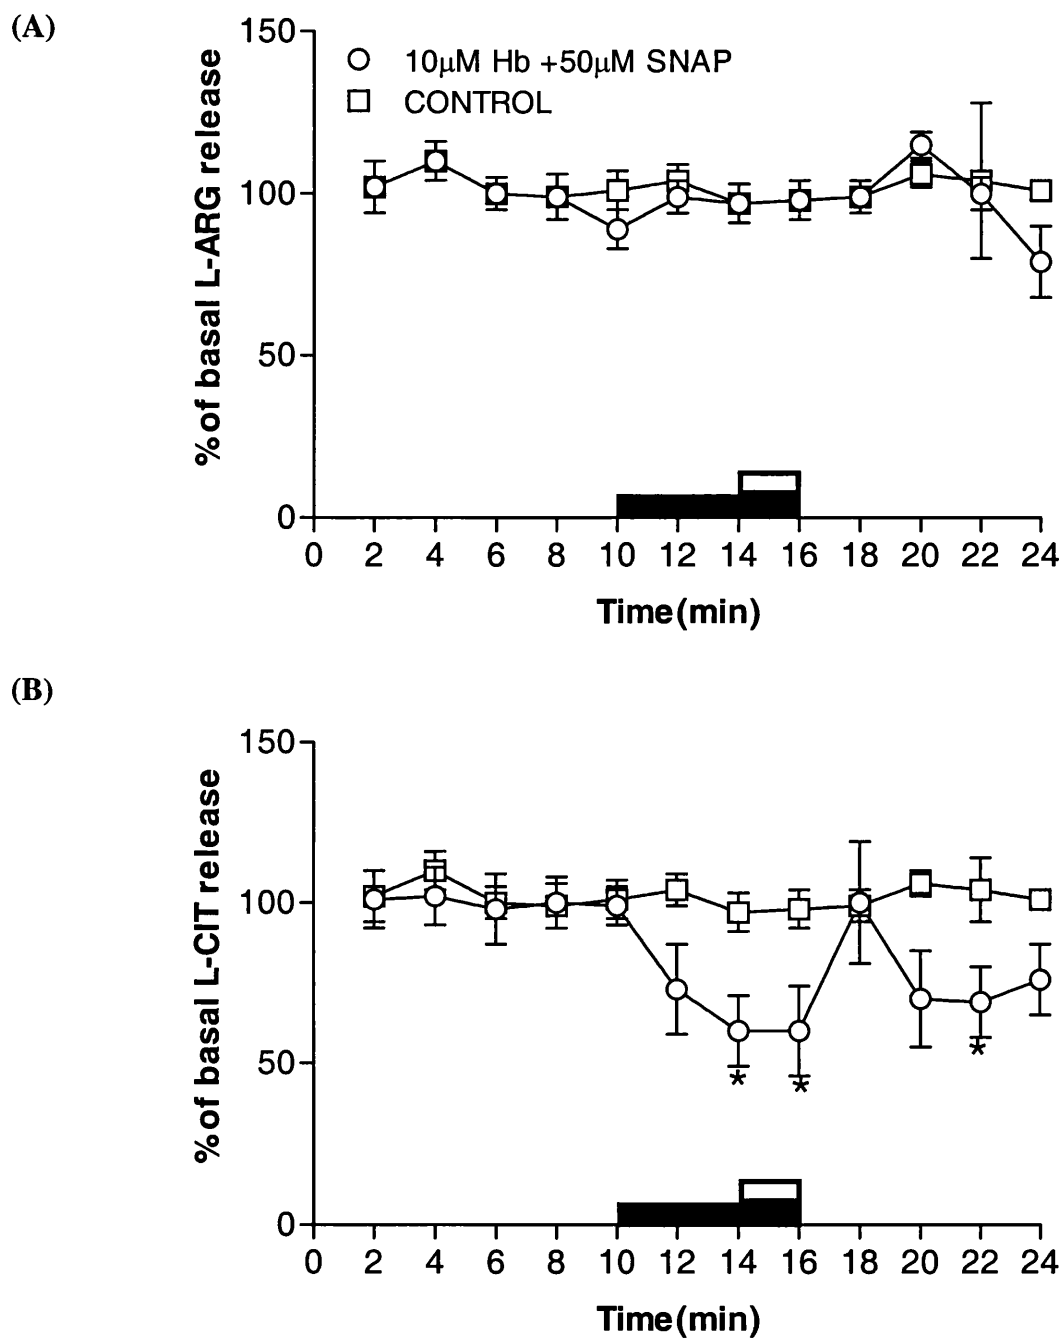 (A)
150
100
50
0
% of basal L-ARG release
10μM Hb +50μM SNAP
CONTROL
0 2 4 6 8 10 12 14 16 18 20 22 24
Time (min)
(B)
150
100
50
0
% of basal L-CIT release
* * *
0 2 4 6 8 10 12 14 16 18 20 22 24
Time (min)